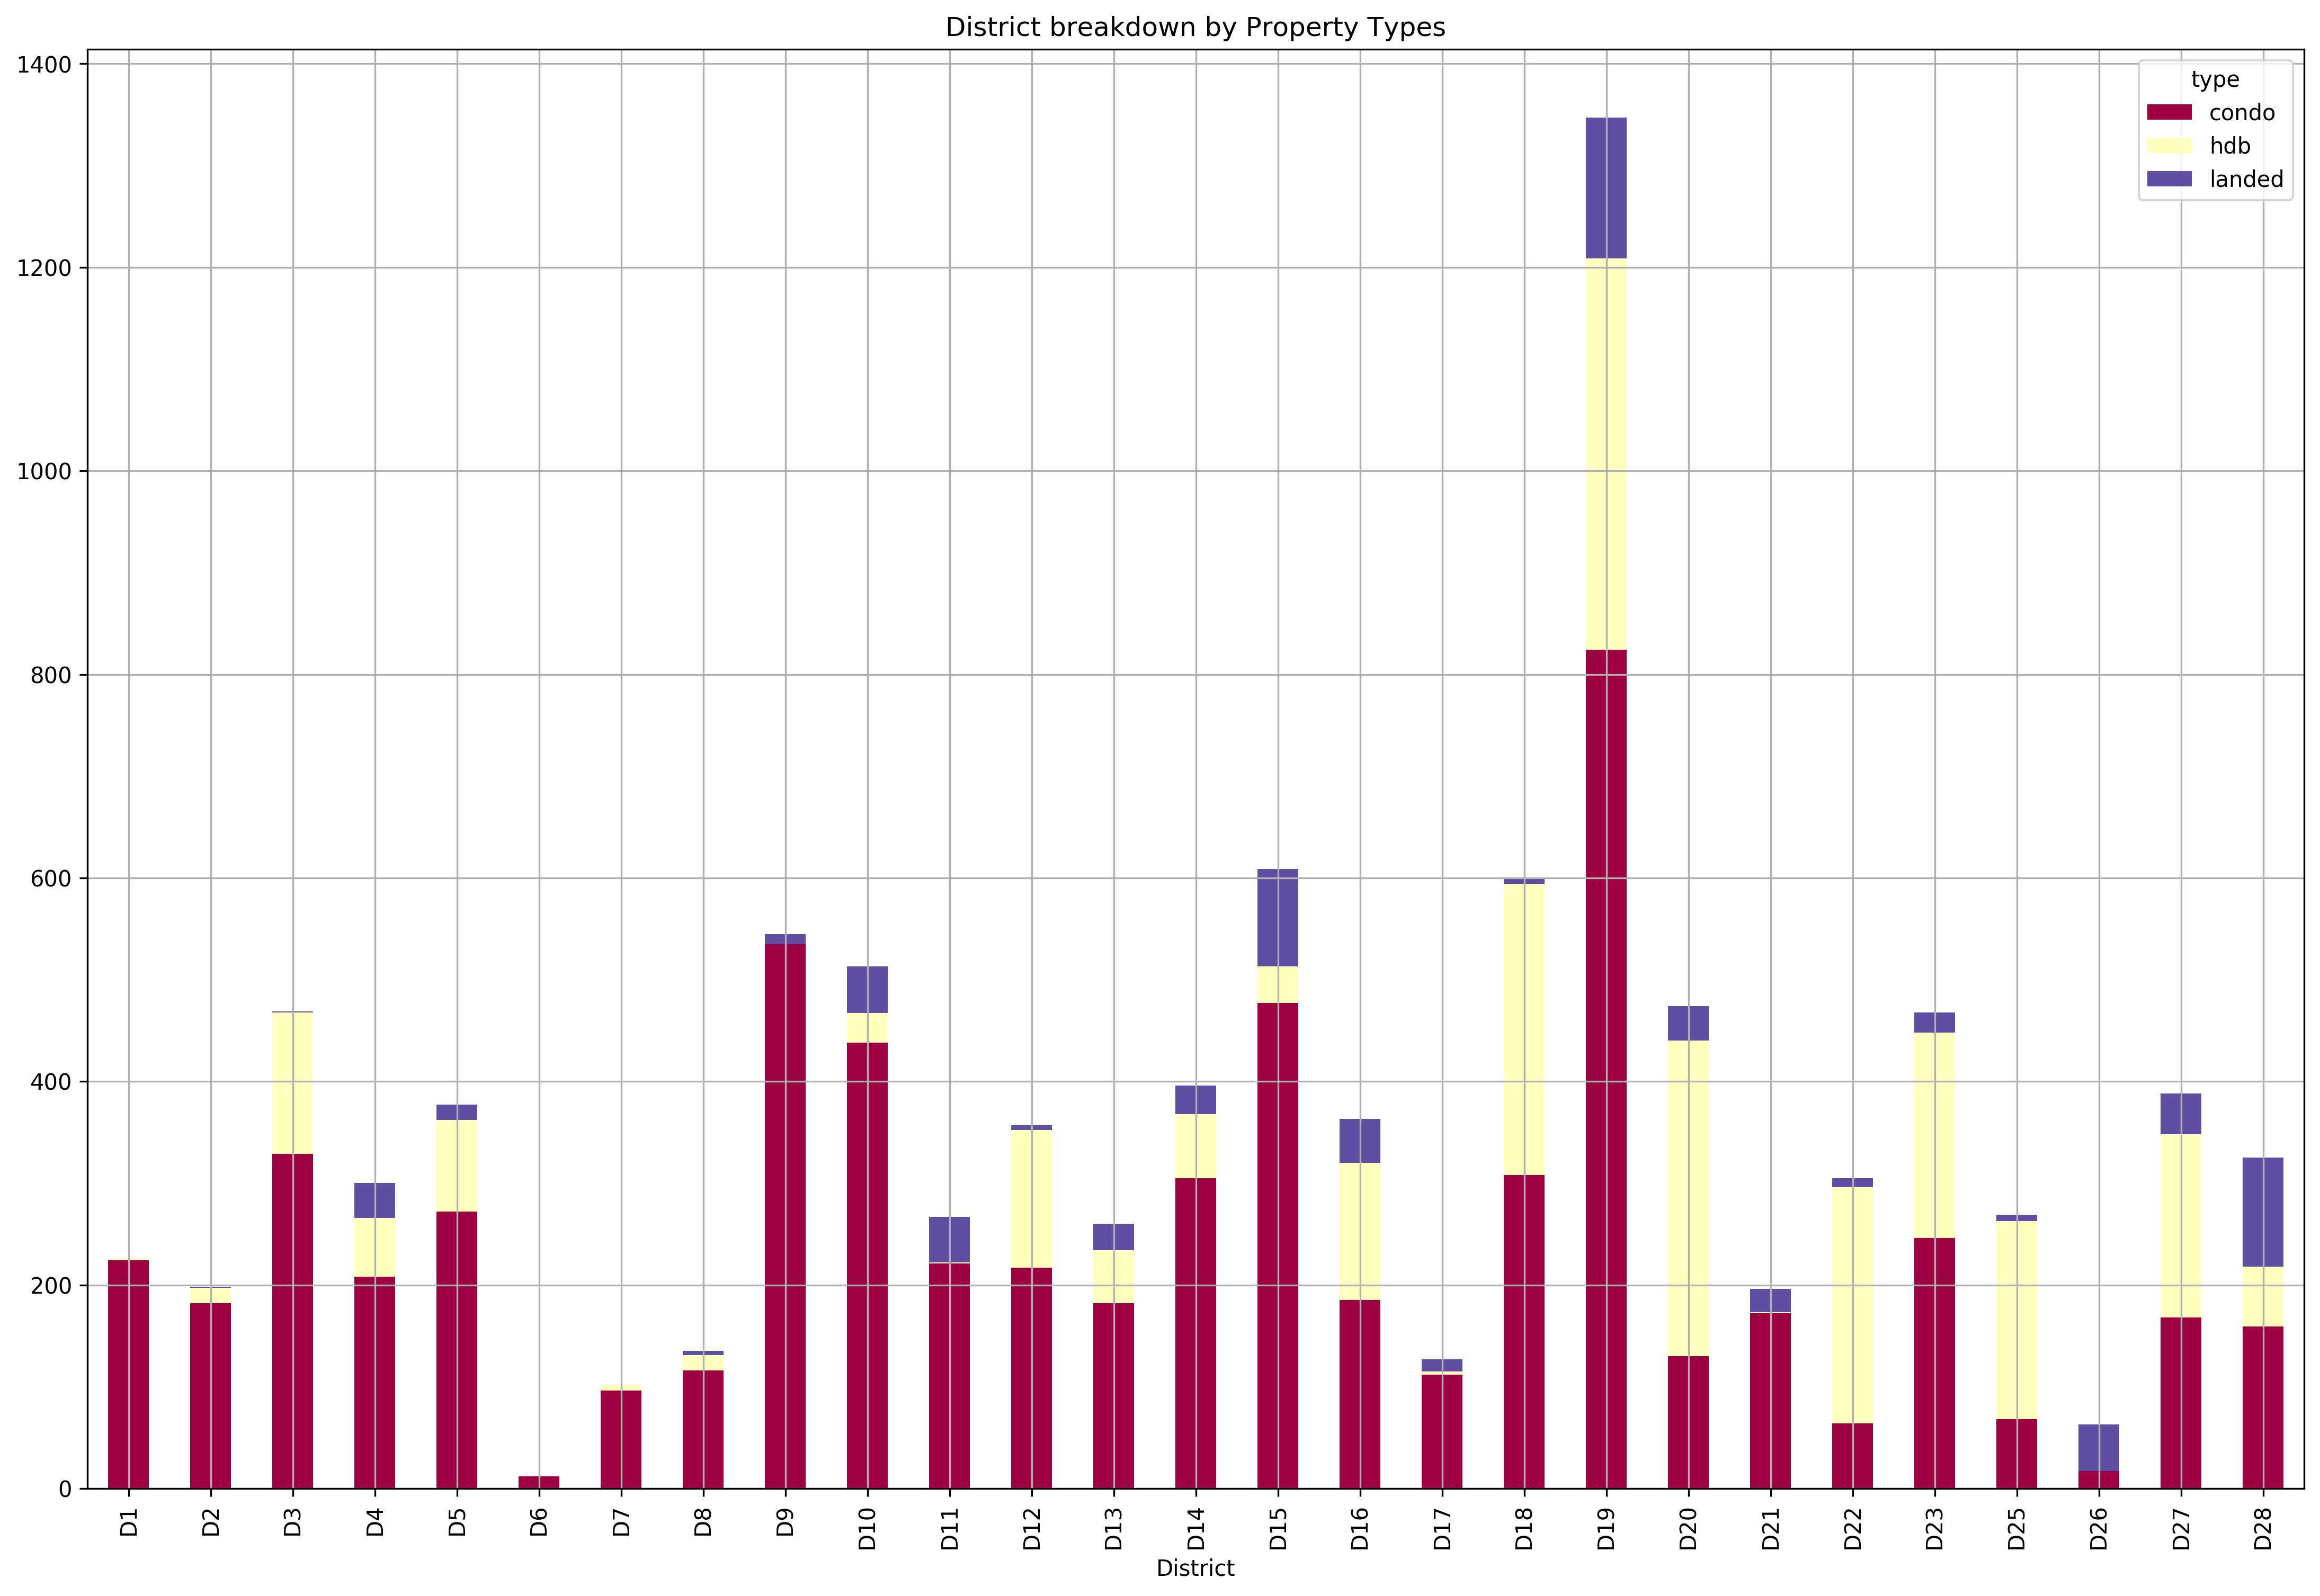 District breakdown by Property Types
1400
1200
1000
800
600
400
200
0
type
condo
hdb
landed
D1
D2
D3
D4
D5
D6
D7
D8
D9
D10
D11
D12
D13
D14
D15
D16
D17
D18
D19
D20
D21
D22
D23
D25
D26
D27
D28
District